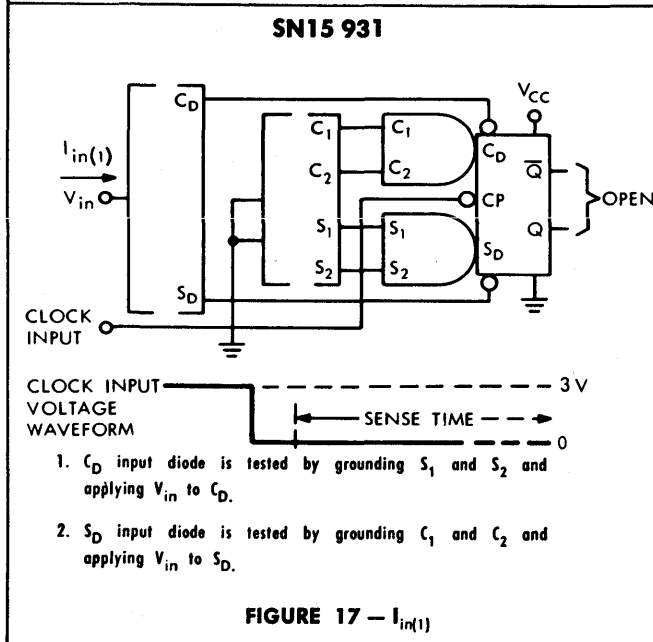 SN15 931
V_CC
C_D
C_1 C_1
C_D
I_in(1)
C_2 C_2
Q̅
V_in
CP
OPEN
S_1 S_1
Q
S_D
S_2 S_2
S_D
CLOCK
INPUT
CLOCK INPUT 3 V
VOLTAGE
SENSE TIME
WAVEFORM 0
1. C_D input diode is tested by grounding S_1 and S_2 and
applying V_in to C_D.
2. S_D input diode is tested by grounding C_1 and C_2 and
applying V_in to S_D.
FIGURE 17 — I_in(1)